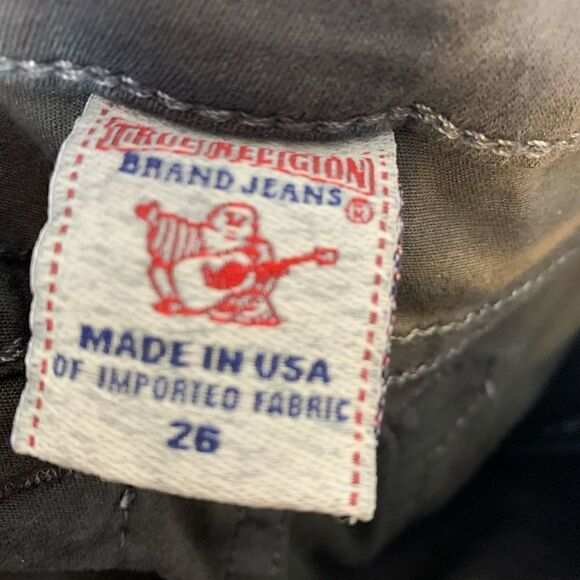 TRUE RELIGION
BRAND JEANS ®
MADE IN USA
OF IMPORTED FABRIC
26